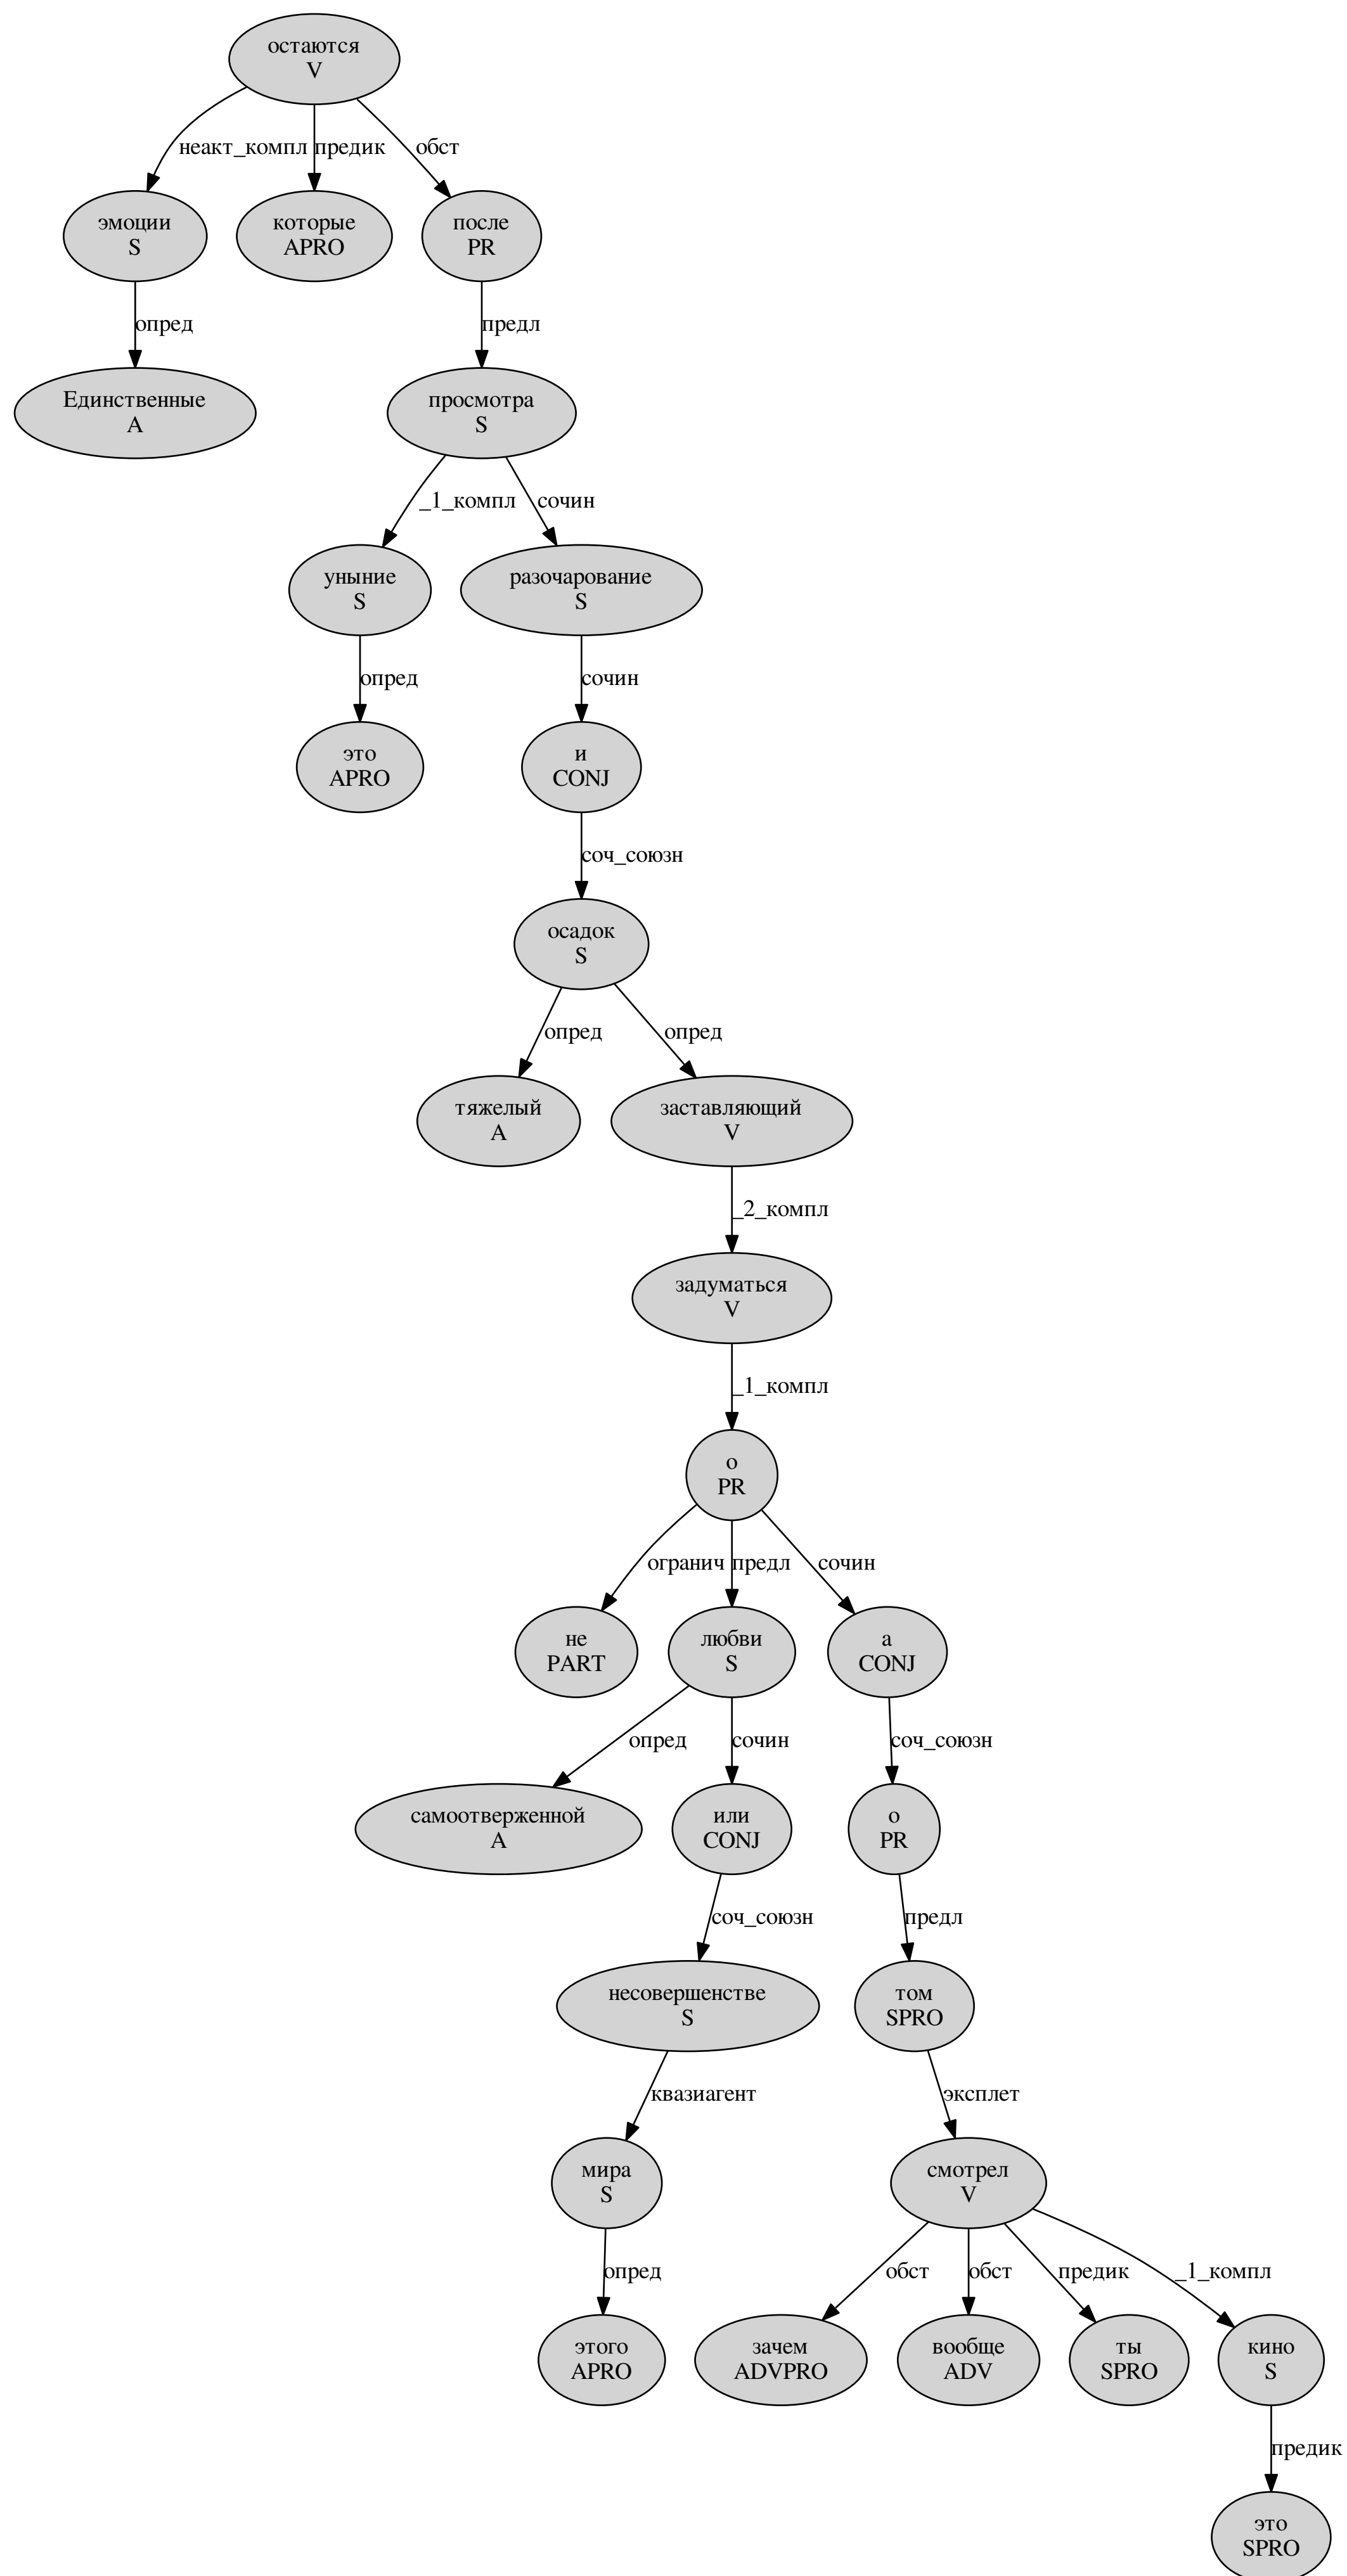 остаются
V
неакт_компл предик обст
эмоции
S
которые
APRO
после
PR
опред предл
Единственные
A
просмотра
S
_1_компл сочин
уныние
S
разочарование
S
опред сочин
это
APRO
и
CONJ
соч_союзн
осадок
S
опред опред
тяжелый
A
заставляющий
V
_2_компл
задуматься
V
_1_компл
о
PR
огранич предл сочин
не
PART
любви
S
а
CONJ
опред сочин соч_союзн
самоотверженной
A
или
CONJ
о
PR
соч_союзн предл
несовершенстве
S
том
SPRO
квазиагент эксплет
мира
S
смотрел
V
опред обст обст предик _1_компл
этого
APRO
зачем
ADVPRO
вообще
ADV
ты
SPRO
кино
S
предик
это
SPRO